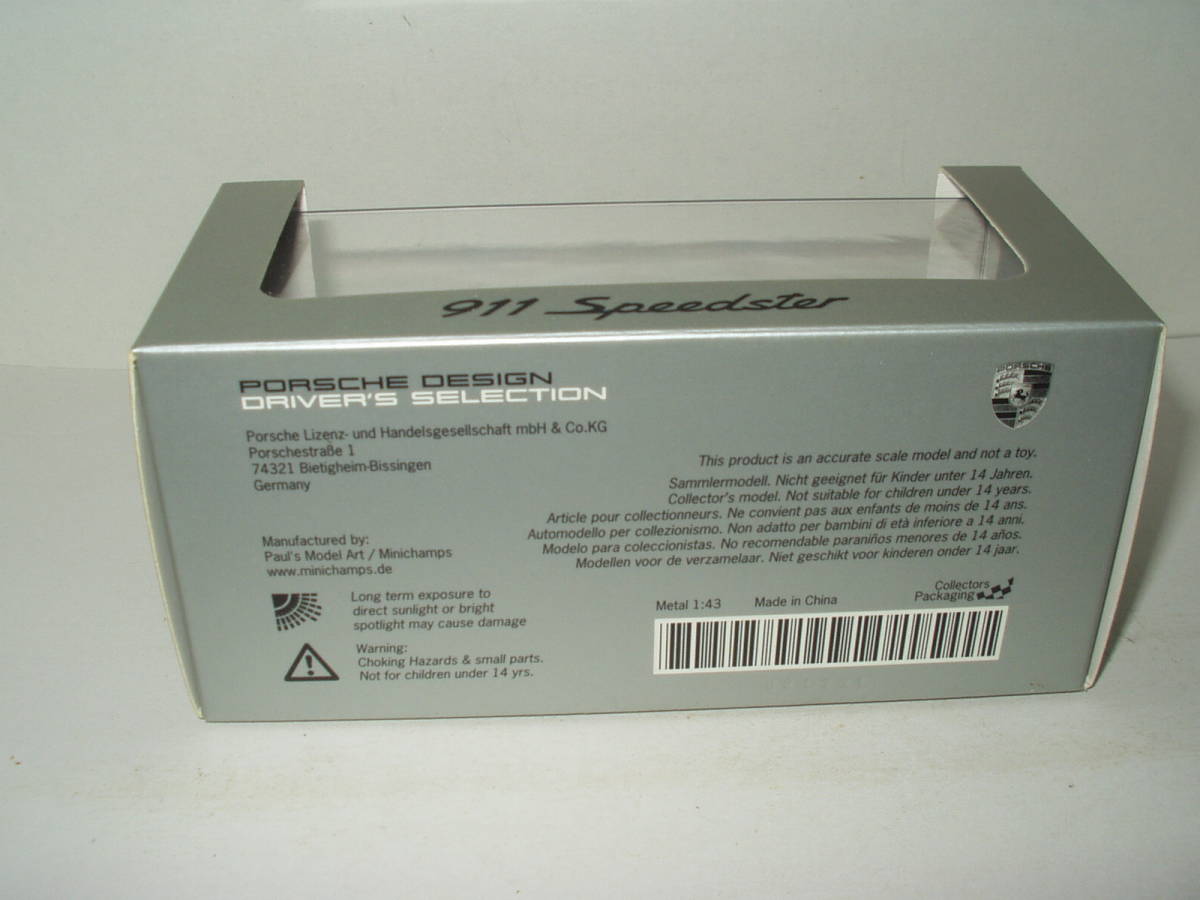 911 Speedster
PORSCHE DESIGN
DRIVER'S SELECTION
PORSCHE
Porsche Lizenz- und Handelsgesellschaft mbH & Co.KG
Porschestraße 1
74321 Bietigheim-Bissingen
Germany
This product is an accurate scale model and not a toy.
Sammlermodell. Nicht geeignet für Kinder unter 14 Jahren.
Collector's model. Not suitable for children under 14 years.
Article pour collectionneurs. Ne convient pas aux enfants de moins de 14 ans.
Automodello per collezionismo. Non adatto per bambini di età inferiore a 14 anni.
Modelo para coleccionistas. No recomendable paraniños menores de 14 años.
Modellen voor de verzamelaar. Niet geschikt voor kinderen onder 14 jaar.
Manufactured by:
Paul's Model Art / Minichamps
www.minichamps.de
Long term exposure to
direct sunlight or bright
spotlight may cause damage
Warning:
Choking Hazards & small parts.
Not for children under 14 yrs.
Metal 1:43 Made in China
Collectors
Packaging